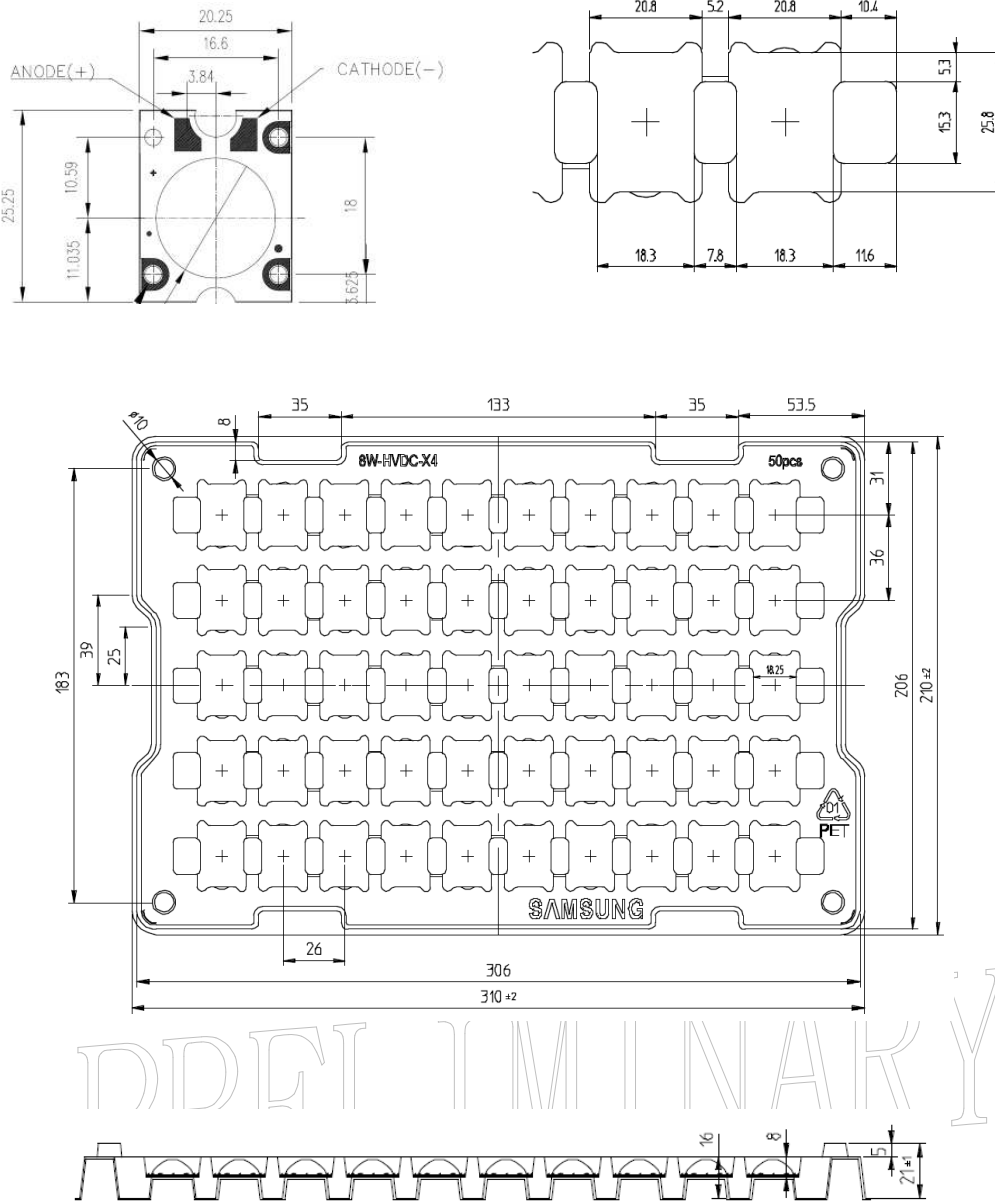 20.25
16.6
3.84
ANODE(+)
CATHODE(-)
25.25
10.59
11.035
18
3.625
20.8 5.2 20.8 10.4
5.3
15.3
25.8
18.3 7.8 18.3 11.6
35 133 35 53.5
ø10
8
8W-HVDC-X4
50pcs
31
36
39
25
183
18.25
206
210 ±2
01
PET
SAMSUNG
26
306
310 ±2
PRELIMINARY
16
8
5
21 ±1